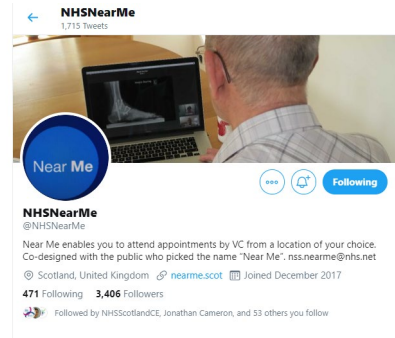 NHSNearMe
1,715 Tweets
Near Me
Following
NHSNearMe
@NHSNearMe
Near Me enables you to attend appointments by VC from a location of your choice.
Co-designed with the public who picked the name "Near Me". nss.nearme@nhs.net
Scotland, United Kingdom nearme.scot Joined December 2017
471 Following 3,406 Followers
Followed by NHSScotlandCE, Jonathan Cameron, and 53 others you follow